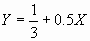 Y = 1/3 + 0.5X